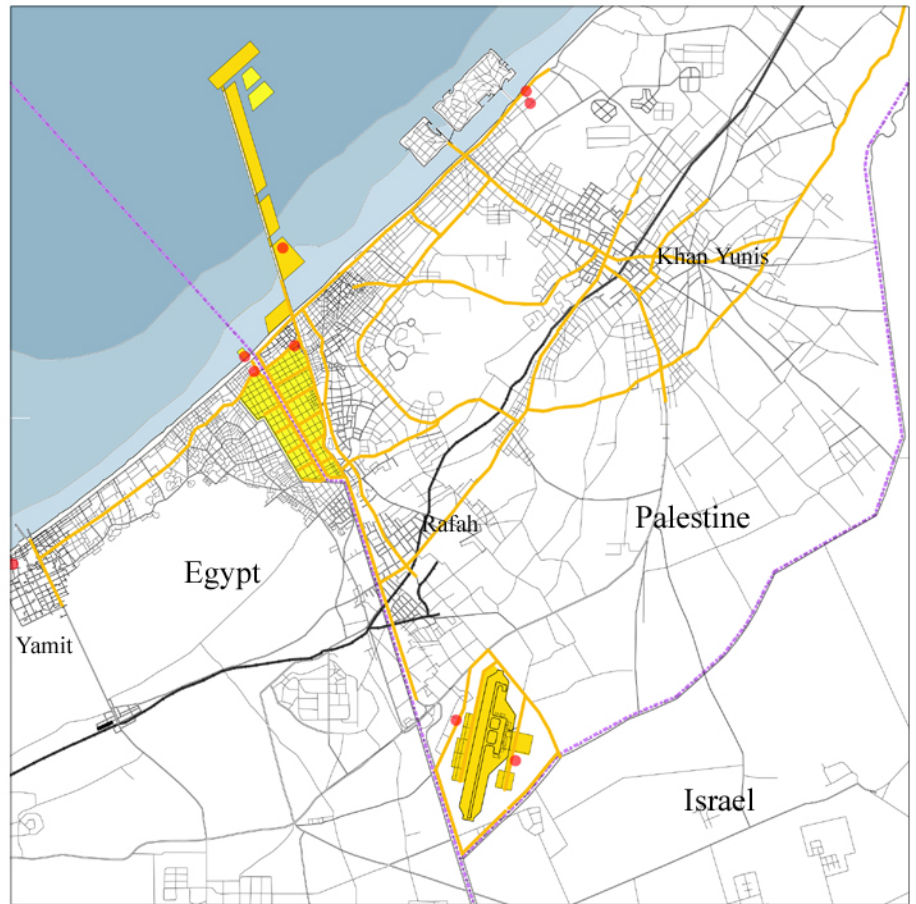 Khan Yunis
Rafah
Palestine
Egypt
Yamit
Israel